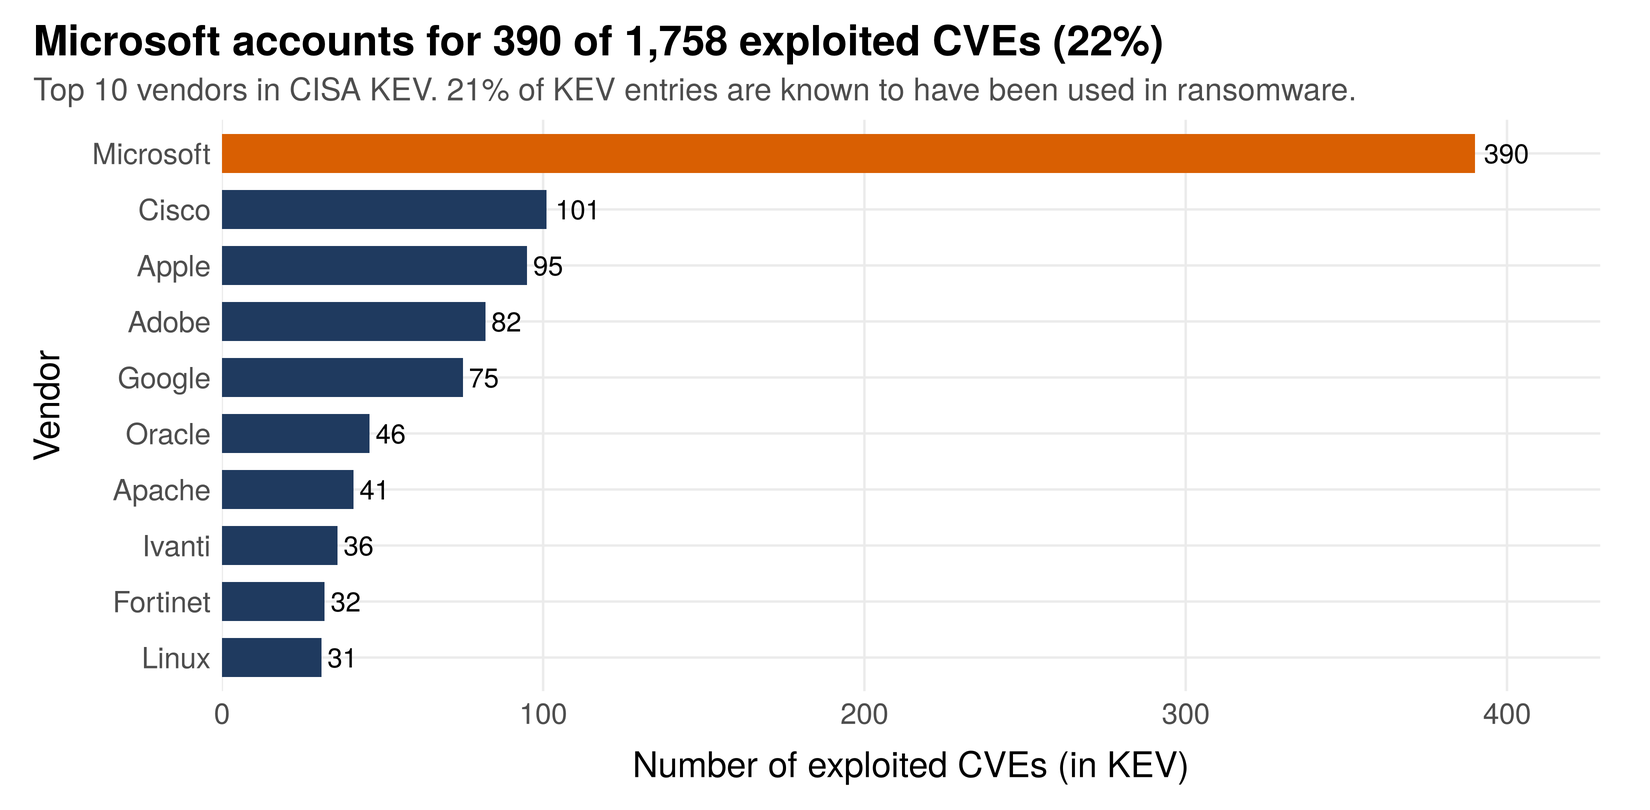 Microsoft accounts for 390 of 1,758 exploited CVEs (22%)
Top 10 vendors in CISA KEV. 21% of KEV entries are known to have been used in ransomware.
Vendor
Microsoft 390
Cisco 101
Apple 95
Adobe 82
Google 75
Oracle 46
Apache 41
Ivanti 36
Fortinet 32
Linux 31
0 100 200 300 400
Number of exploited CVEs (in KEV)